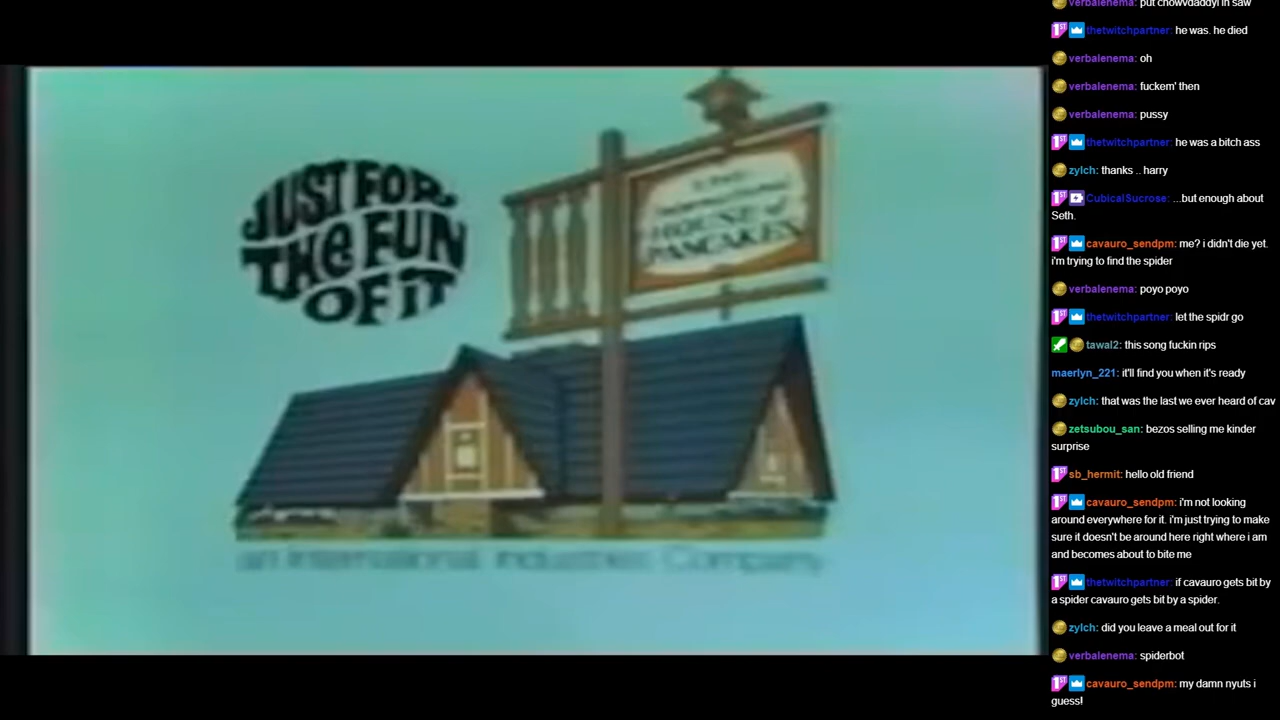 JUST FOR
THE FUN
OF IT
The
International
HOUSE of
PANCAKES
an International Industries Company
verbalenema: put chowvdaddyi in saw
thetwitchpartner: he was. he died
verbalenema: oh
verbalenema: fuckem' then
verbalenema: pussy
thetwitchpartner: he was a bitch ass
zylch: thanks .. harry
CubicalSucrose: ...but enough about
Seth.
cavauro_sendpm: me? i didn't die yet.
i'm trying to find the spider
verbalenema: poyo poyo
thetwitchpartner: let the spidr go
tawal2: this song fuckin rips
maerlyn_221: it'll find you when it's ready
zylch: that was the last we ever heard of cav
zetsubou_san: bezos selling me kinder
surprise
sb_hermit: hello old friend
cavauro_sendpm: i'm not looking
around everywhere for it. i'm just trying to make
sure it doesn't be around here right where i am
and becomes about to bite me
thetwitchpartner: if cavauro gets bit by
a spider cavauro gets bit by a spider.
zylch: did you leave a meal out for it
verbalenema: spiderbot
cavauro_sendpm: my damn nyuts i
guess!